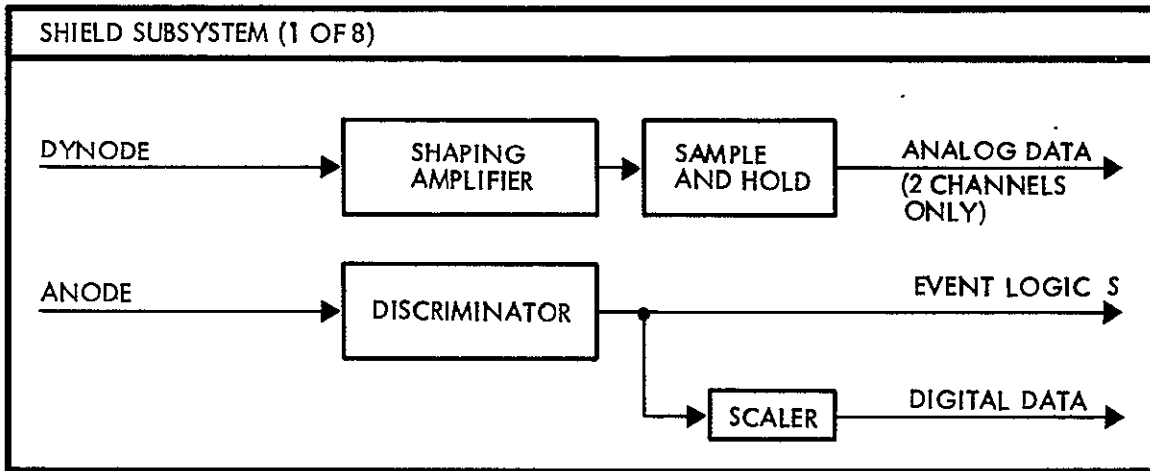 SHIELD SUBSYSTEM (1 OF 8)
DYNODE
SHAPING
AMPLIFIER
SAMPLE
AND HOLD
ANALOG DATA
(2 CHANNELS
ONLY)
ANODE
DISCRIMINATOR
EVENT LOGIC S
SCALER
DIGITAL DATA